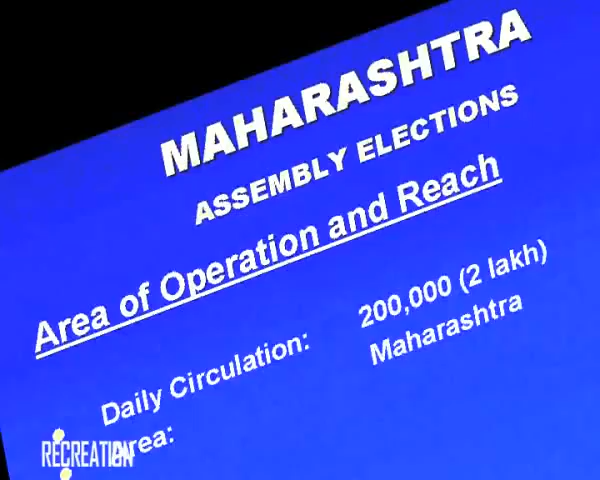 MAHARASHTRA
ASSEMBLY ELECTIONS
Area of Operation and Reach
Daily Circulation: 200,000 (2 lakh)
Area: Maharashtra
RECREATION